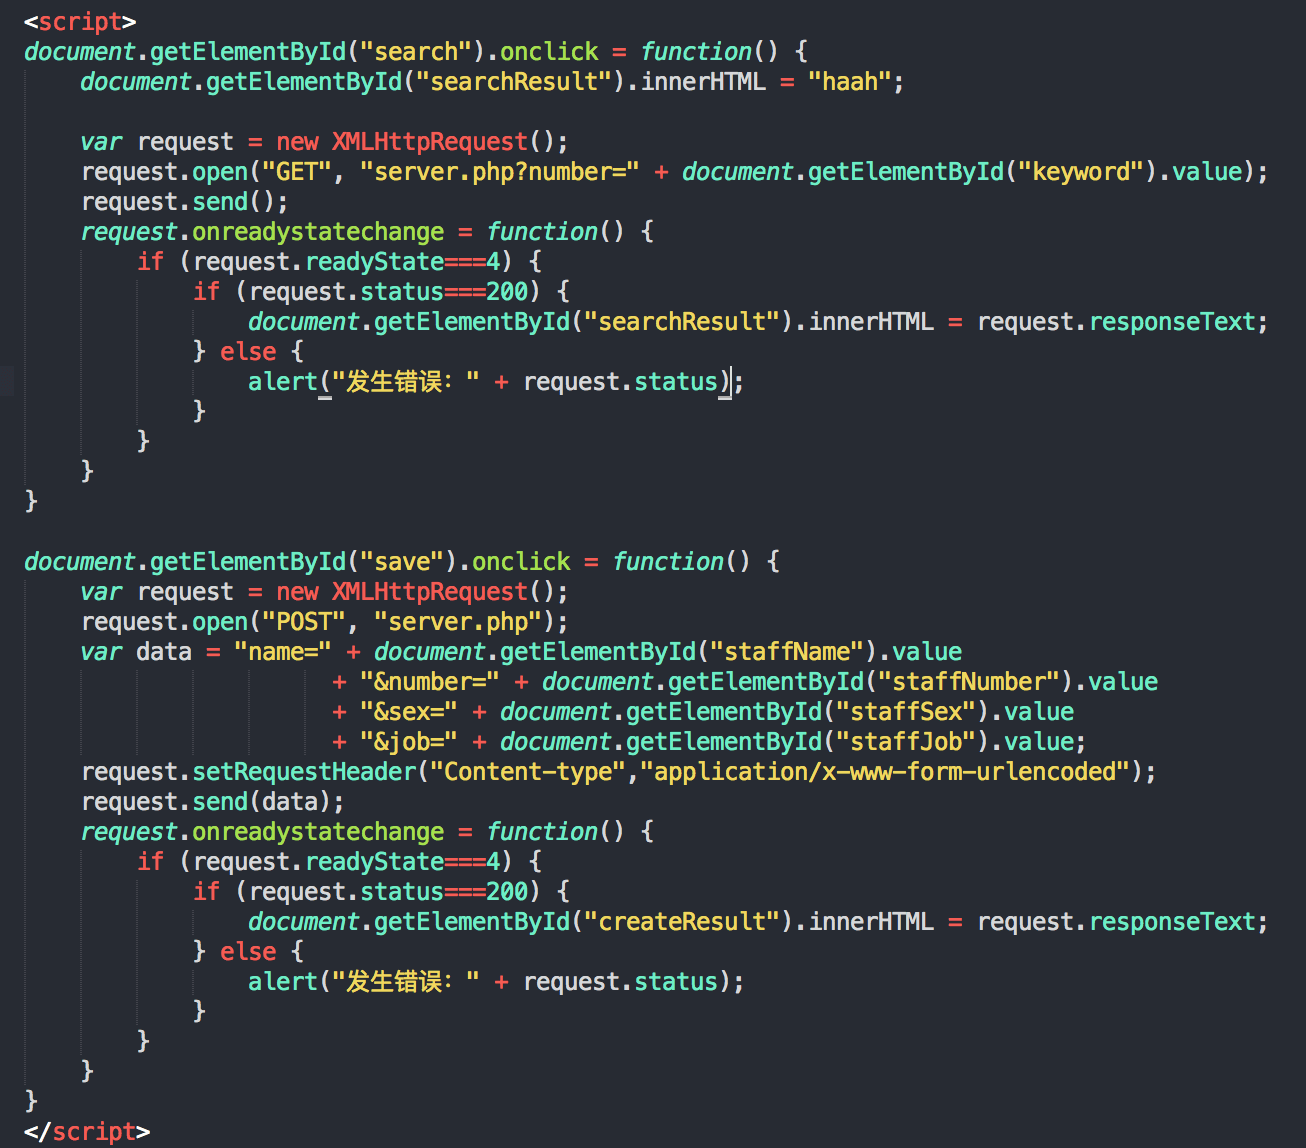 <script>
document.getElementById("search").onclick = function() {
    document.getElementById("searchResult").innerHTML = "haah";

    var request = new XMLHttpRequest();
    request.open("GET", "server.php?number=" + document.getElementById("keyword").value);
    request.send();
    request.onreadystatechange = function() {
        if (request.readyState===4) {
            if (request.status===200) {
                document.getElementById("searchResult").innerHTML = request.responseText;
            } else {
                alert("发生错误：" + request.status);
            }
        }
    }
}

document.getElementById("save").onclick = function() {
    var request = new XMLHttpRequest();
    request.open("POST", "server.php");
    var data = "name=" + document.getElementById("staffName").value
                      + "&number=" + document.getElementById("staffNumber").value
                      + "&sex=" + document.getElementById("staffSex").value
                      + "&job=" + document.getElementById("staffJob").value;
    request.setRequestHeader("Content-type","application/x-www-form-urlencoded");
    request.send(data);
    request.onreadystatechange = function() {
        if (request.readyState===4) {
            if (request.status===200) {
                document.getElementById("createResult").innerHTML = request.responseText;
            } else {
                alert("发生错误：" + request.status);
            }
        }
    }
}
</script>